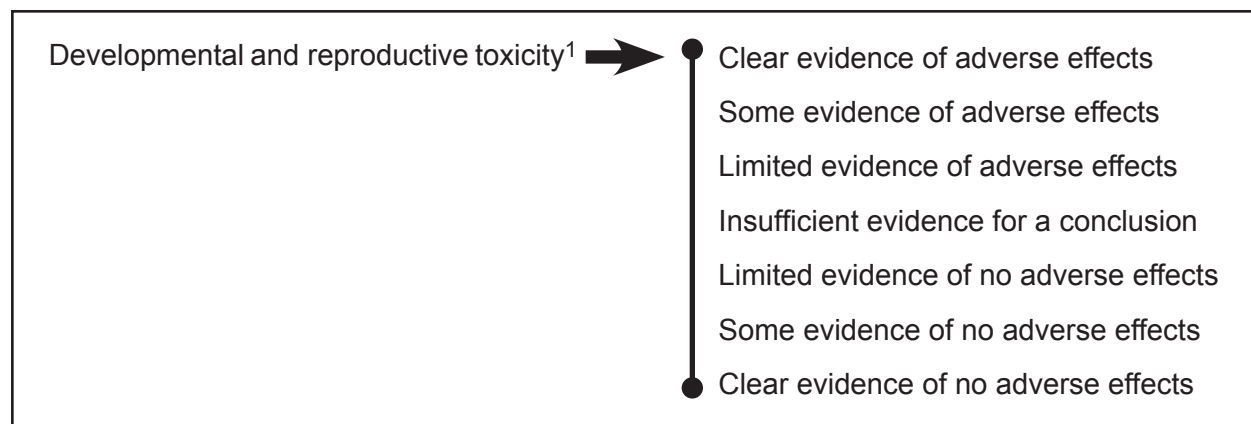 Developmental and reproductive toxicity1 Clear evidence of adverse effects
Some evidence of adverse effects
Limited evidence of adverse effects
Insufficient evidence for a conclusion
Limited evidence of no adverse effects
Some evidence of no adverse effects
Clear evidence of no adverse effects